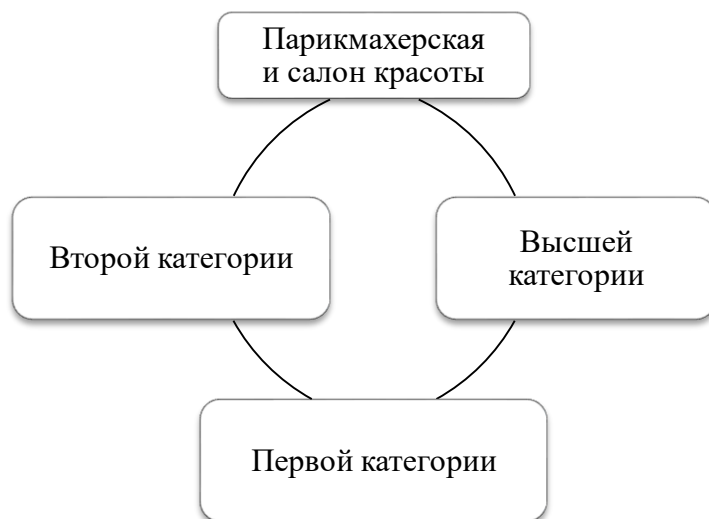 Парикмахерская
и салон красоты
Второй категории
Высшей
категории
Первой категории